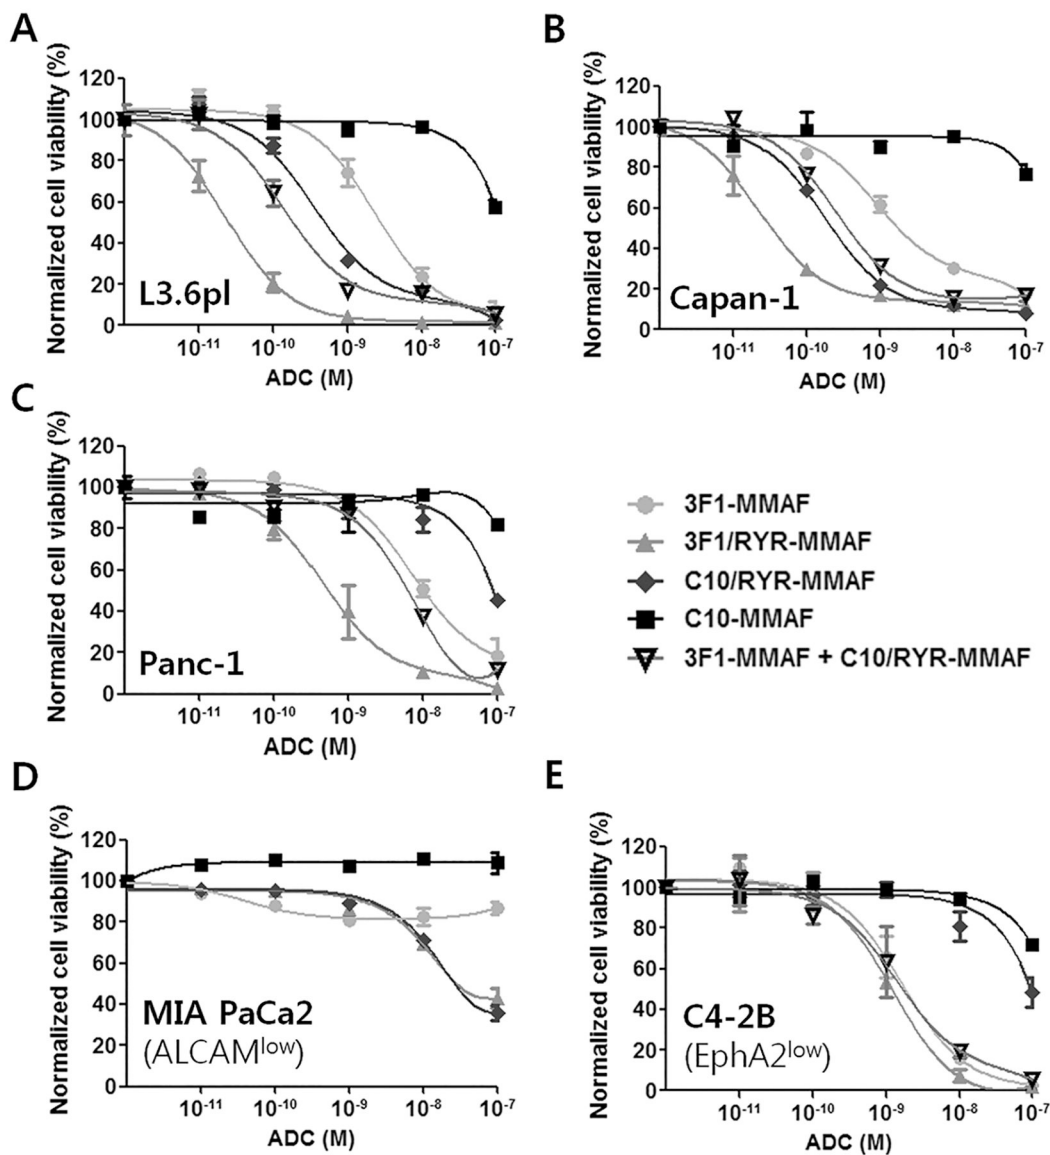 A
Normalized cell viability (%)
120
100
80
60
40
20
0
L3.6pl
10-11 10-10 10-9 10-8 10-7
ADC (M)
B
Normalized cell viability (%)
120
100
80
60
40
20
0
Capan-1
10-11 10-10 10-9 10-8 10-7
ADC (M)
C
Normalized cell viability (%)
120
100
80
60
40
20
0
Panc-1
10-11 10-10 10-9 10-8 10-7
ADC (M)
3F1-MMAF
3F1/RYR-MMAF
C10/RYR-MMAF
C10-MMAF
3F1-MMAF + C10/RYR-MMAF
D
Normalized cell viability (%)
120
100
80
60
40
20
0
MIA PaCa2
(ALCAMlow)
10-11 10-10 10-9 10-8 10-7
ADC (M)
E
Normalized cell viability (%)
120
100
80
60
40
20
0
C4-2B
(EphA2low)
10-11 10-10 10-9 10-8 10-7
ADC (M)